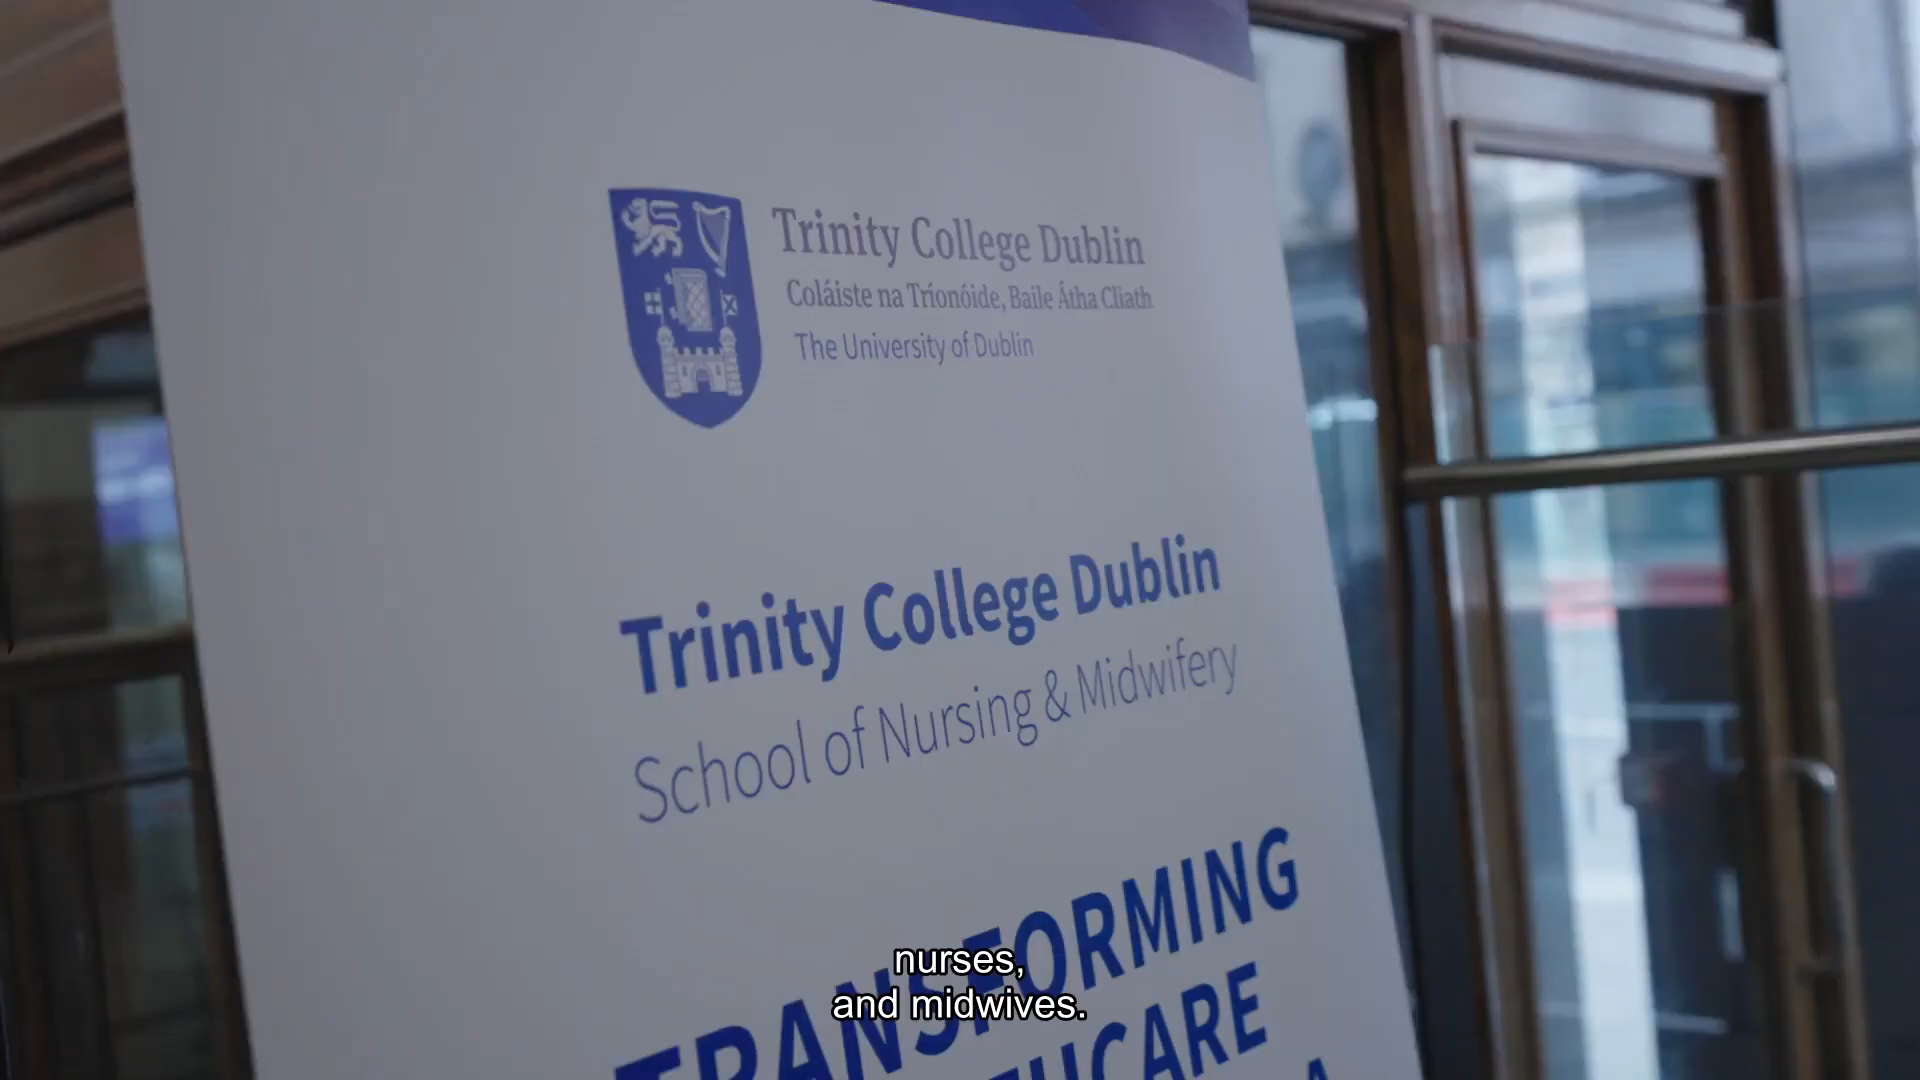 Trinity College Dublin
Coláiste na Tríonóide, Baile Átha Cliath
The University of Dublin
Trinity College Dublin
School of Nursing & Midwifery
TRANSFORMING
nurses,
and midwives.